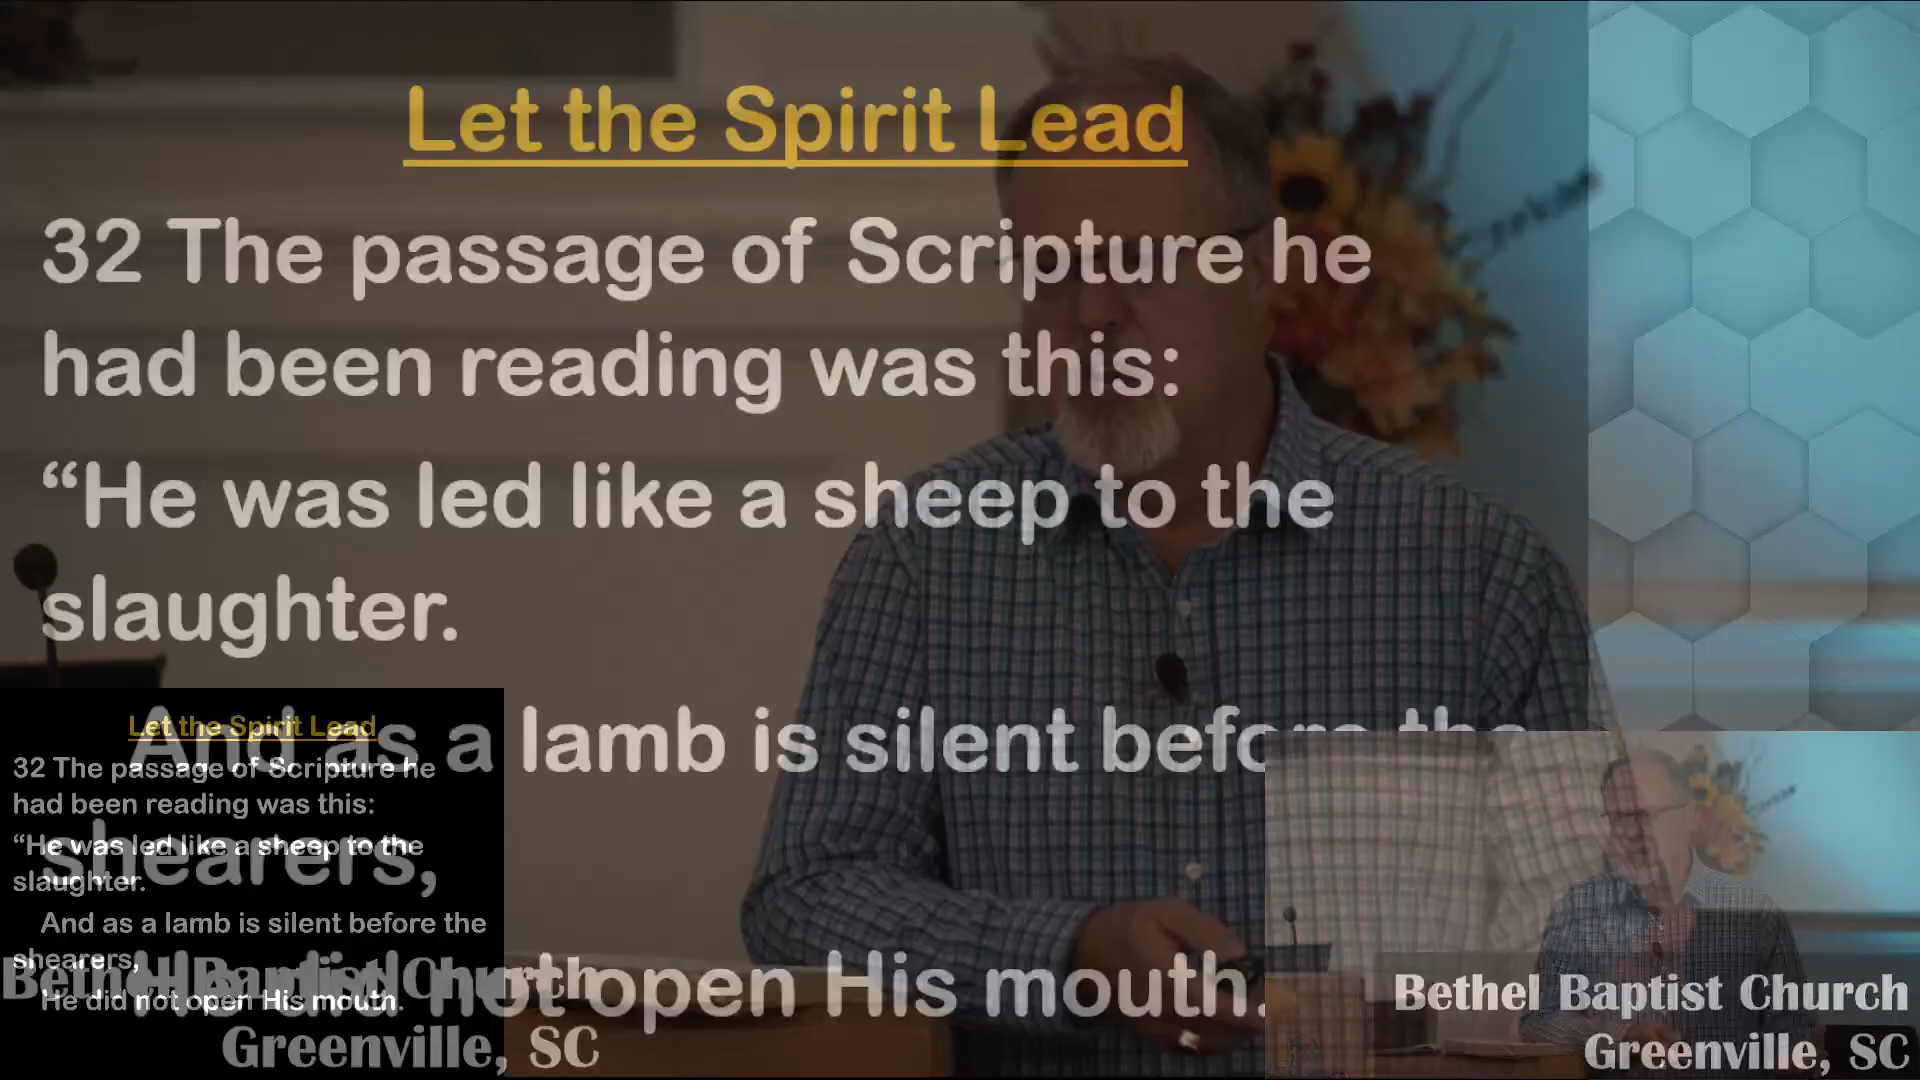 Let the Spirit Lead
32 The passage of Scripture he
had been reading was this:
“He was led like a sheep to the
slaughter.
And as a lamb is silent before the
shearers,
He did not open His mouth.
Let the Spirit Lead
32 The passage of Scripture he
had been reading was this:
“He was led like a sheep to the
slaughter.
And as a lamb is silent before the
shearers,
He did not open His mouth.
Bethel Baptist Church
Greenville, SC
Bethel Baptist Church
Greenville, SC